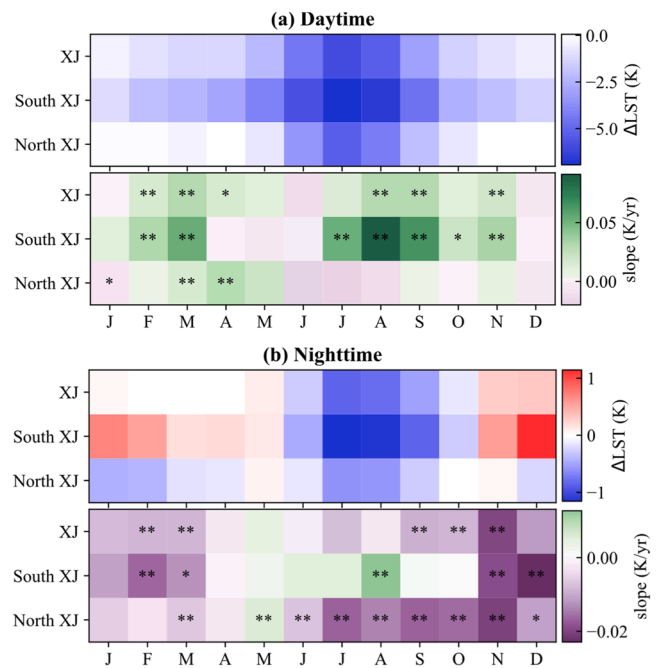 (a) Daytime
XJ
South XJ
North XJ
0.0
−2.5
−5.0
ΔLST (K)
XJ ** ** * ** ** **
South XJ ** ** ** ** ** * **
North XJ * ** **
0.05
0.00
slope (K/yr)
J F M A M J J A S O N D
(b) Nighttime
XJ
South XJ
North XJ
1
0
−1
ΔLST (K)
XJ ** ** ** ** **
South XJ ** * ** ** **
North XJ ** ** ** ** ** ** ** ** *
0.00
−0.02
slope (K/yr)
J F M A M J J A S O N D